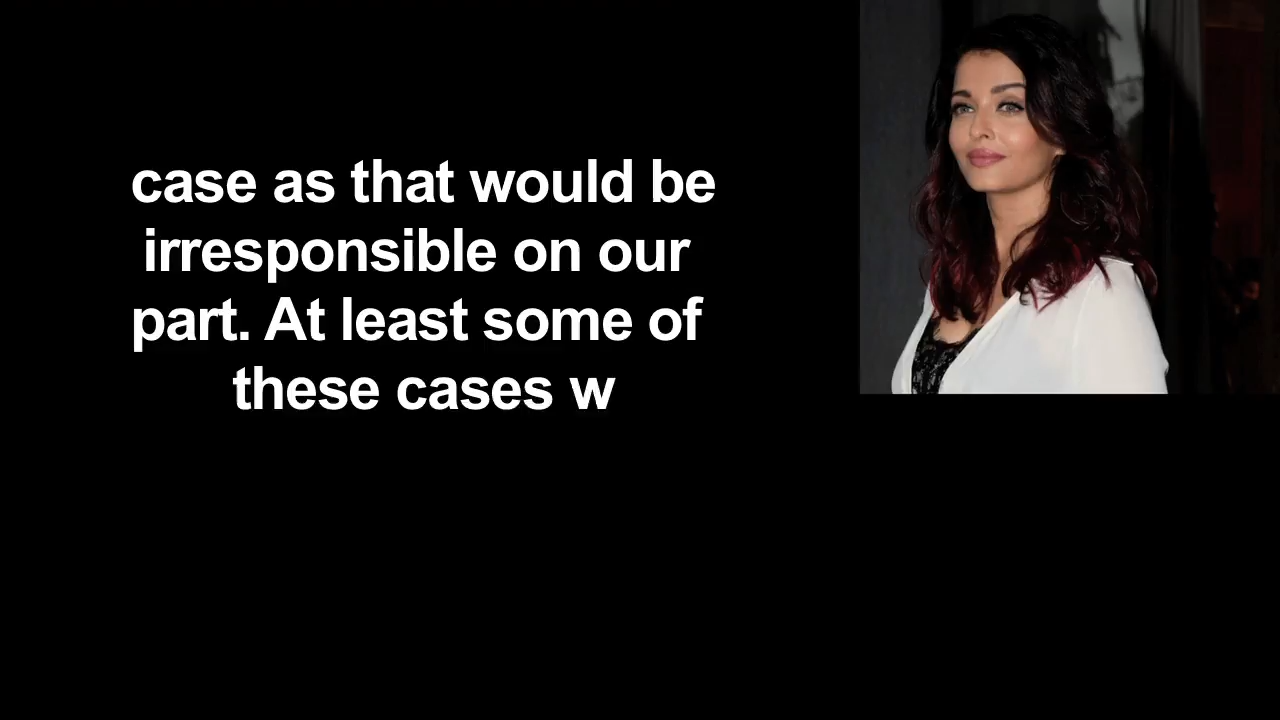 case as that would be
irresponsible on our
part. At least some of
these cases w